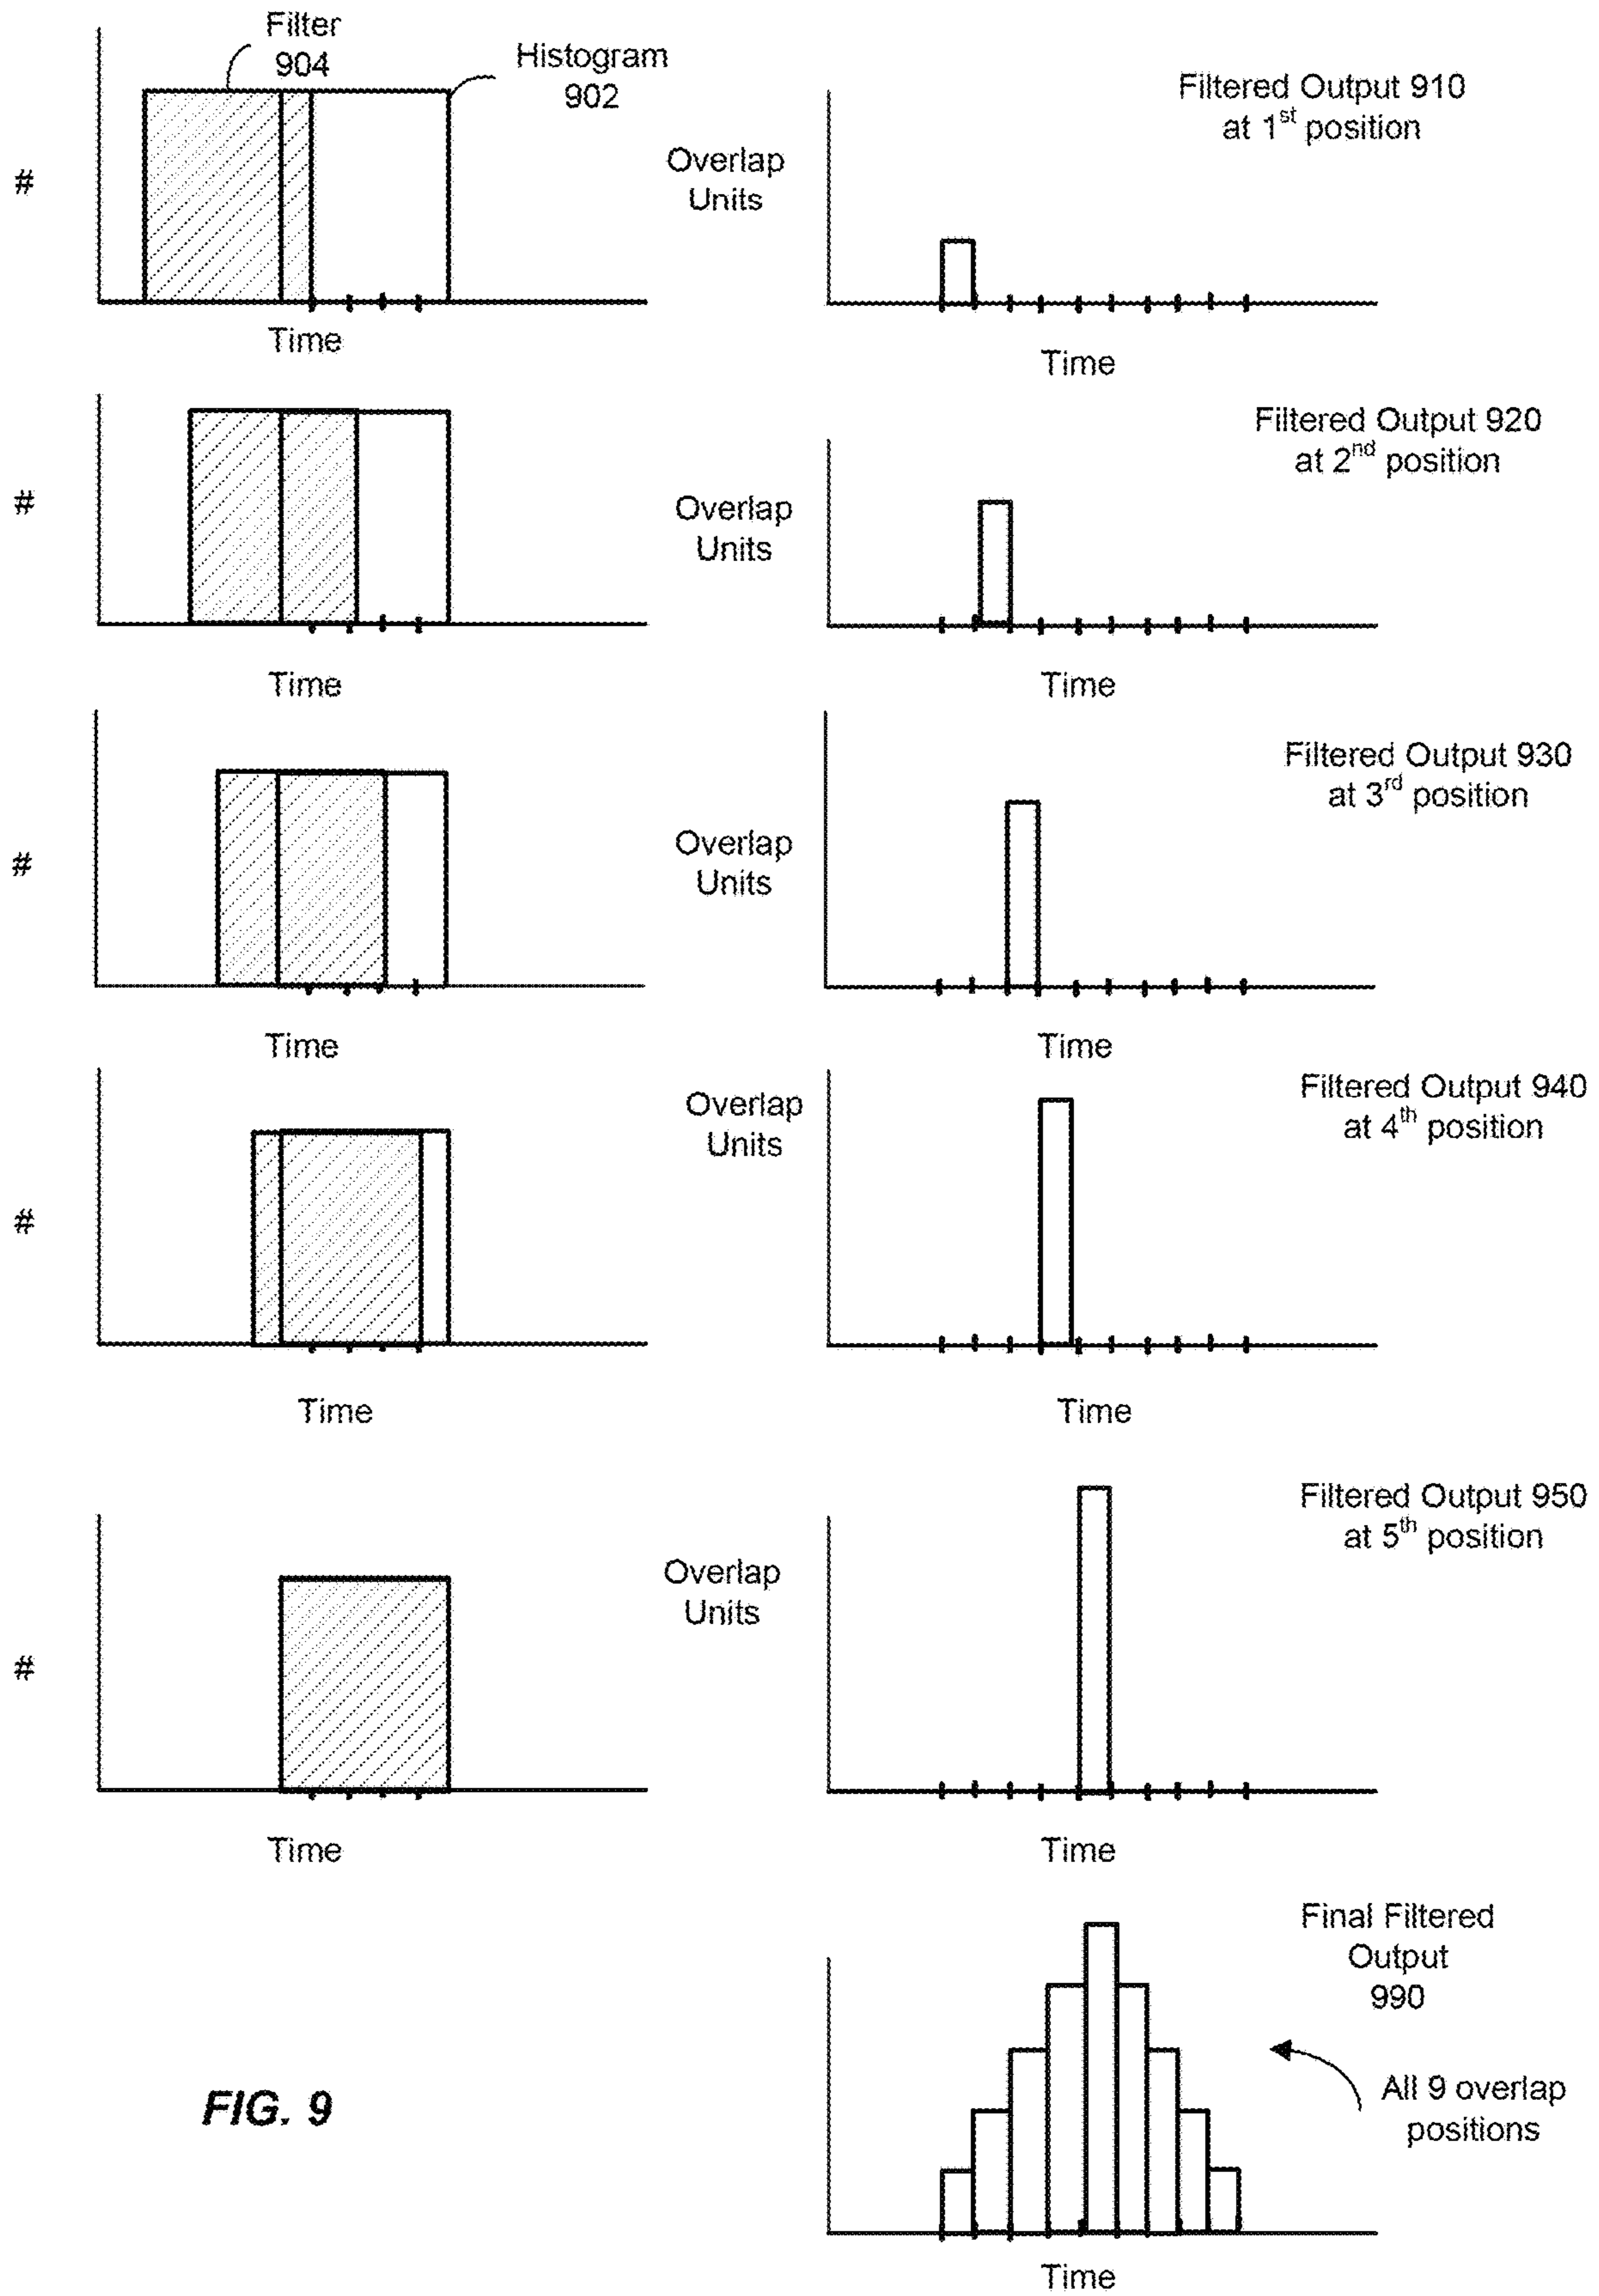 Filter
904
Histogram
902
#
Time
Overlap
Units
Filtered Output 910
at 1st position
Time
#
Time
Overlap
Units
Filtered Output 920
at 2nd position
Time
#
Time
Overlap
Units
Filtered Output 930
at 3rd position
Time
#
Time
Overlap
Units
Filtered Output 940
at 4th position
Time
#
Time
Overlap
Units
Filtered Output 950
at 5th position
Time
Final Filtered
Output
990
All 9 overlap
positions
Time
FIG. 9